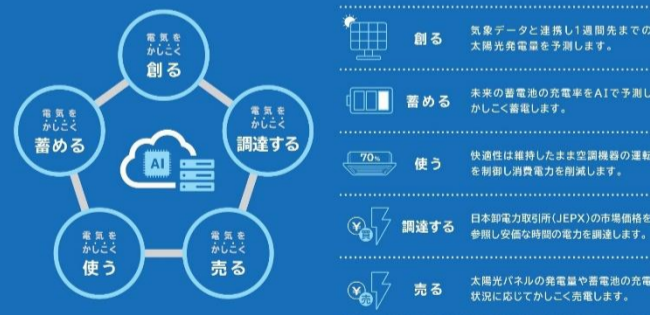 電気を
かしこく
創る
電気を
かしこく
蓄める
電気を
かしこく
調達する
AI
電気を
かしこく
使う
電気を
かしこく
売る
創る
気象データと連携し1週間先までの
太陽光発電量を予測します。
蓄める
未来の蓄電池の充電率をAIで予測し
かしこく蓄電します。
70%
使う
快適性は維持したまま空調機器の運転
を制御し消費電力を削減します。
¥
買
調達する
日本卸電力取引所(JEPX)の市場価格を
参照し安価な時間の電力を調達します。
¥
売
売る
太陽光パネルの発電量や蓄電池の充電
状況に応じてかしこく売電します。